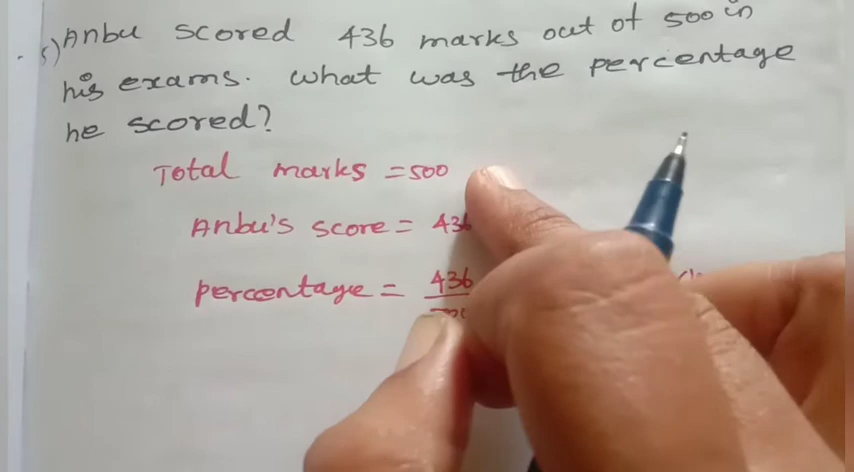 5) Anbu scored 436 marks out of 500 in
his exams. What was the percentage
he scored?
Total marks = 500
Anbu's score = 436
percentage = 436